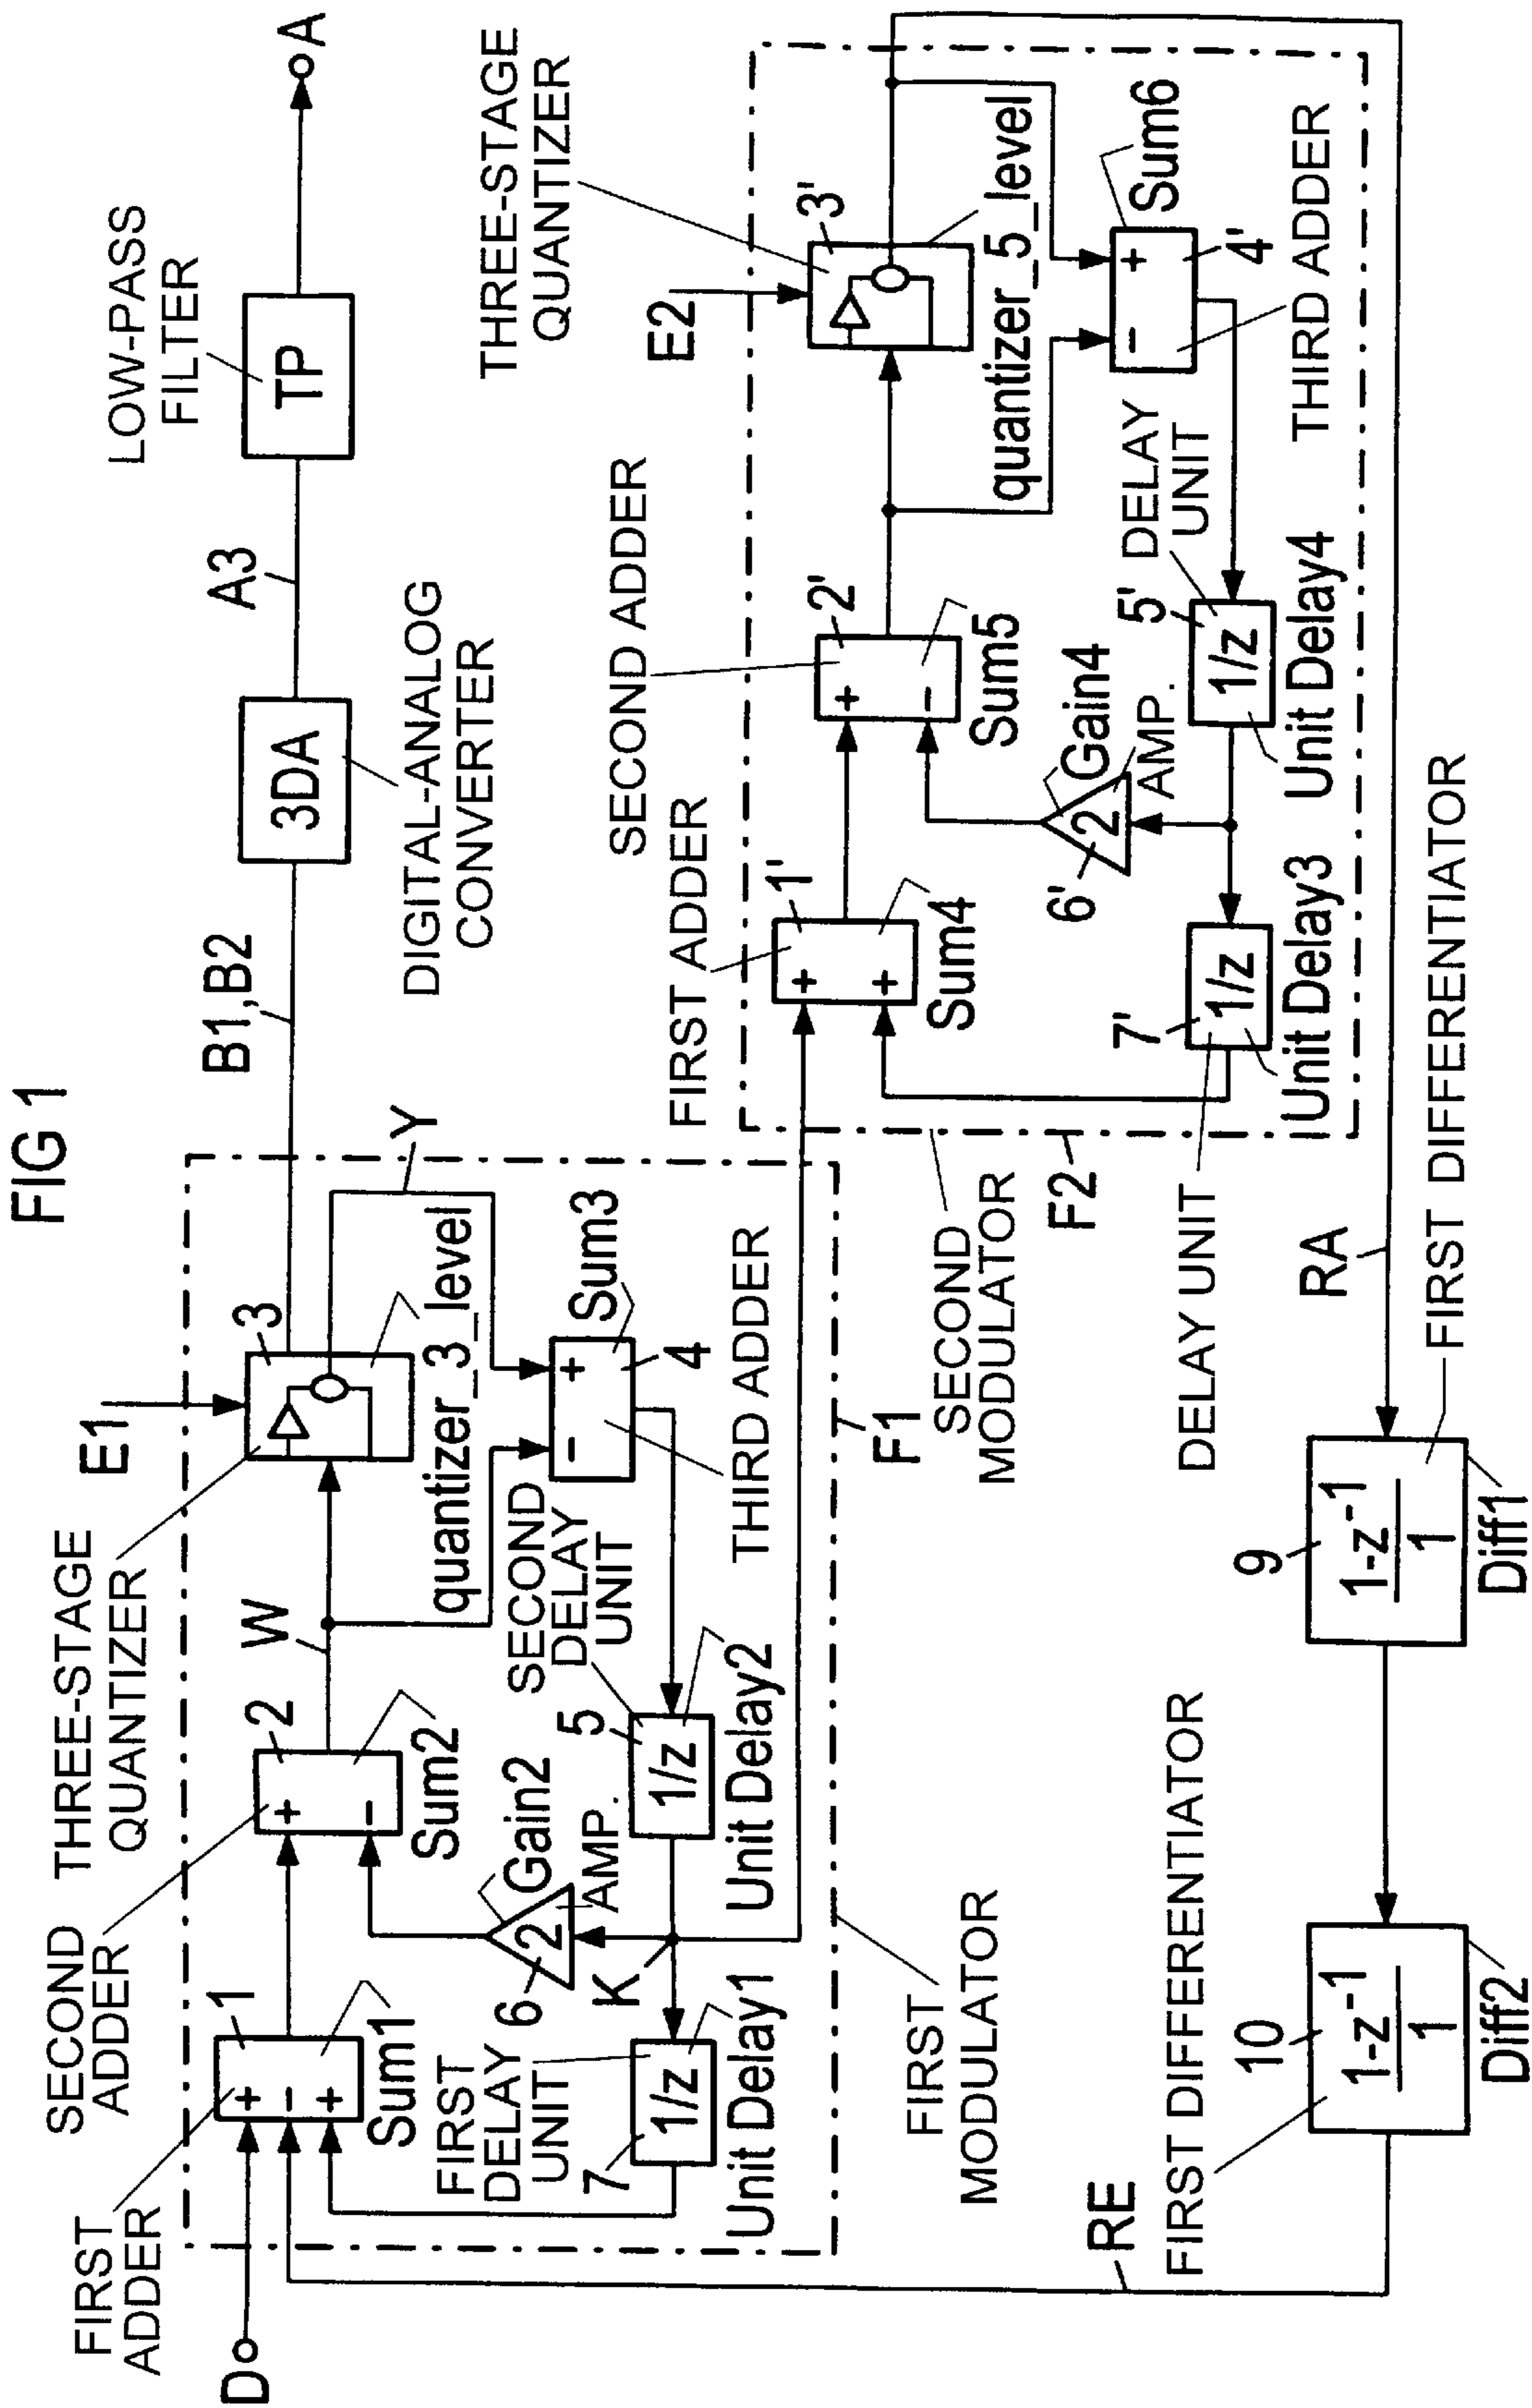 FIG 1
LOW-PASS
FILTER
TP
A
A3
3DA
DIGITAL-ANALOG
CONVERTER
B1,B2
E1
THREE-STAGE
QUANTIZER
3
Y
quantizer_3_level
W
SECOND
ADDER
2
+
−
Sum2
FIRST
ADDER
1
+
−
+
Sum1
D
Sum3
+
−
4
THIRD ADDER
SECOND
DELAY
UNIT
5
1/z
Unit Delay2
Gain2
2
AMP.
6
K
FIRST
DELAY
UNIT
7
1/z
Unit Delay1
FIRST
MODULATOR
F1
THREE-STAGE
QUANTIZER
E2
3'
quantizer_5_level
SECOND ADDER
2'
+
−
Sum5
FIRST ADDER
1'
+
+
Sum4
Sum6
+
−
4'
THIRD ADDER
DELAY
UNIT
5'
1/z
Unit Delay4
Gain4
2
AMP.
6'
7'
1/z
Unit Delay3
DELAY UNIT
SECOND
MODULATOR
F2
RA
FIRST DIFFERENTIATOR
9
1-z⁻¹
1
Diff1
FIRST DIFFERENTIATOR
10
1-z⁻¹
1
Diff2
RE